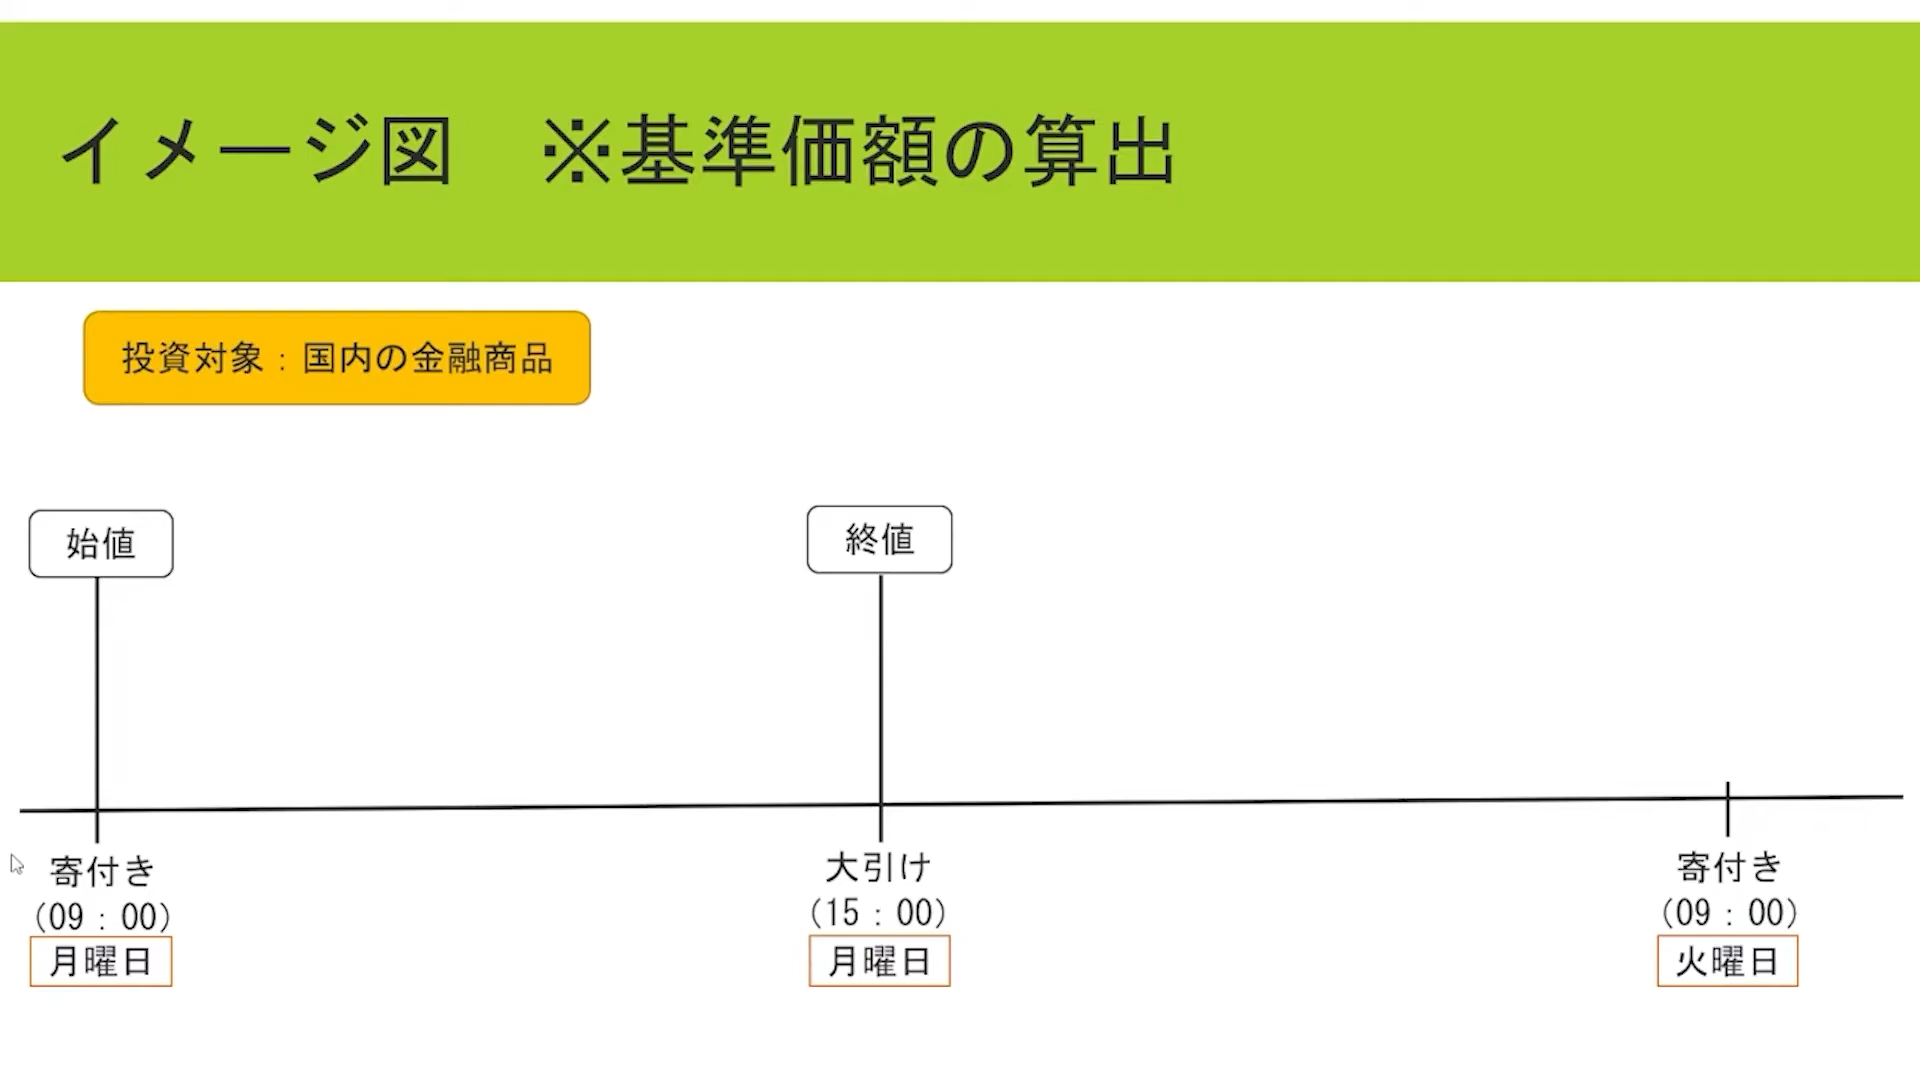 イメージ図　※基準価額の算出
投資対象：国内の金融商品
始値
終値
寄付き
(09：00)
月曜日
大引け
(15：00)
月曜日
寄付き
(09：00)
火曜日